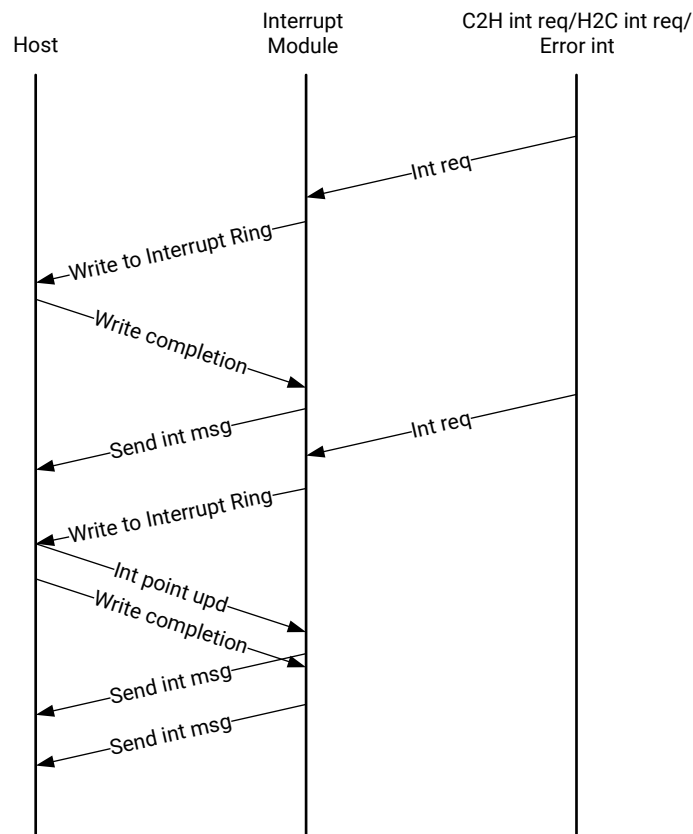 Host
Interrupt
Module
C2H int req/H2C int req/
Error int
Int req
Write to Interrupt Ring
Write completion
Send int msg
Int req
Write to Interrupt Ring
Int point upd
Write completion
Send int msg
Send int msg